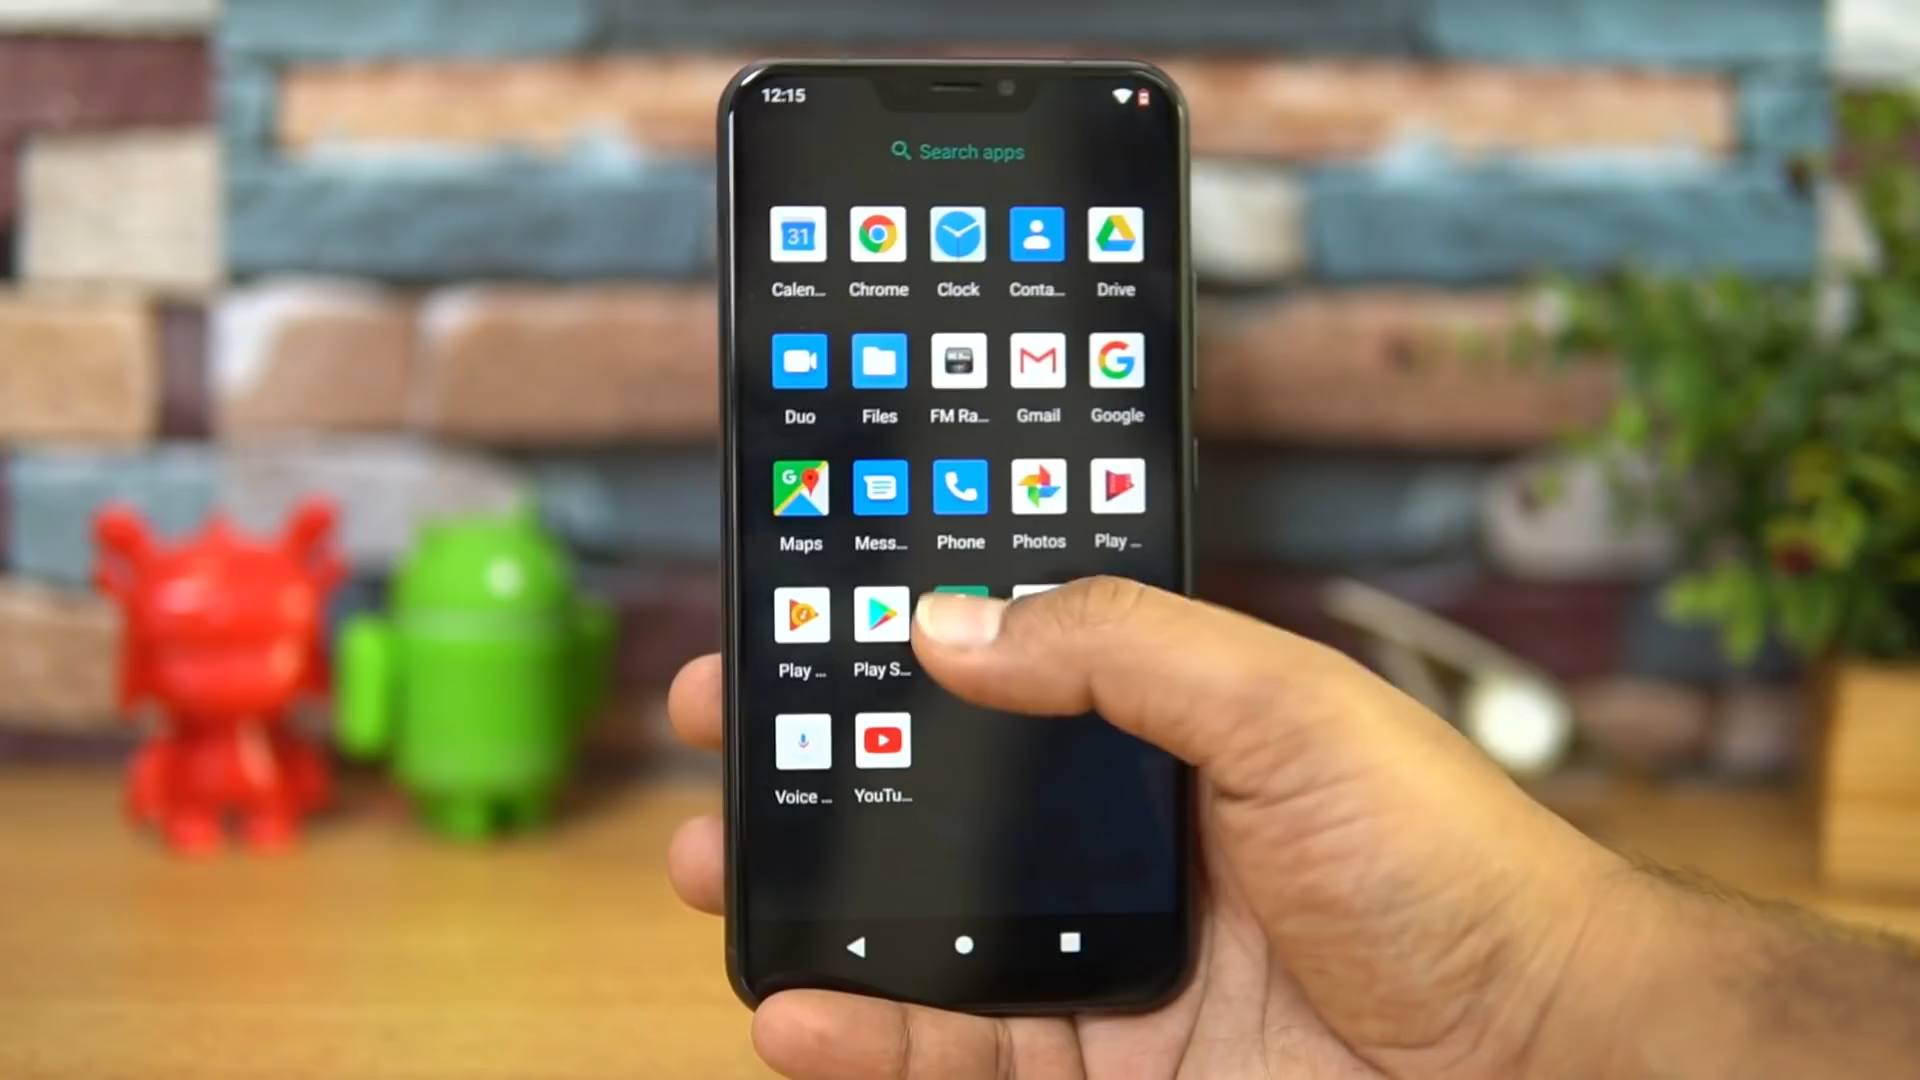 12:15
Search apps
31
Calen... Chrome Clock Conta... Drive
Duo Files FM Ra... Gmail Google
G
Maps Mess... Phone Photos Play ...
Play ... Play S...
Voice ... YouTu...